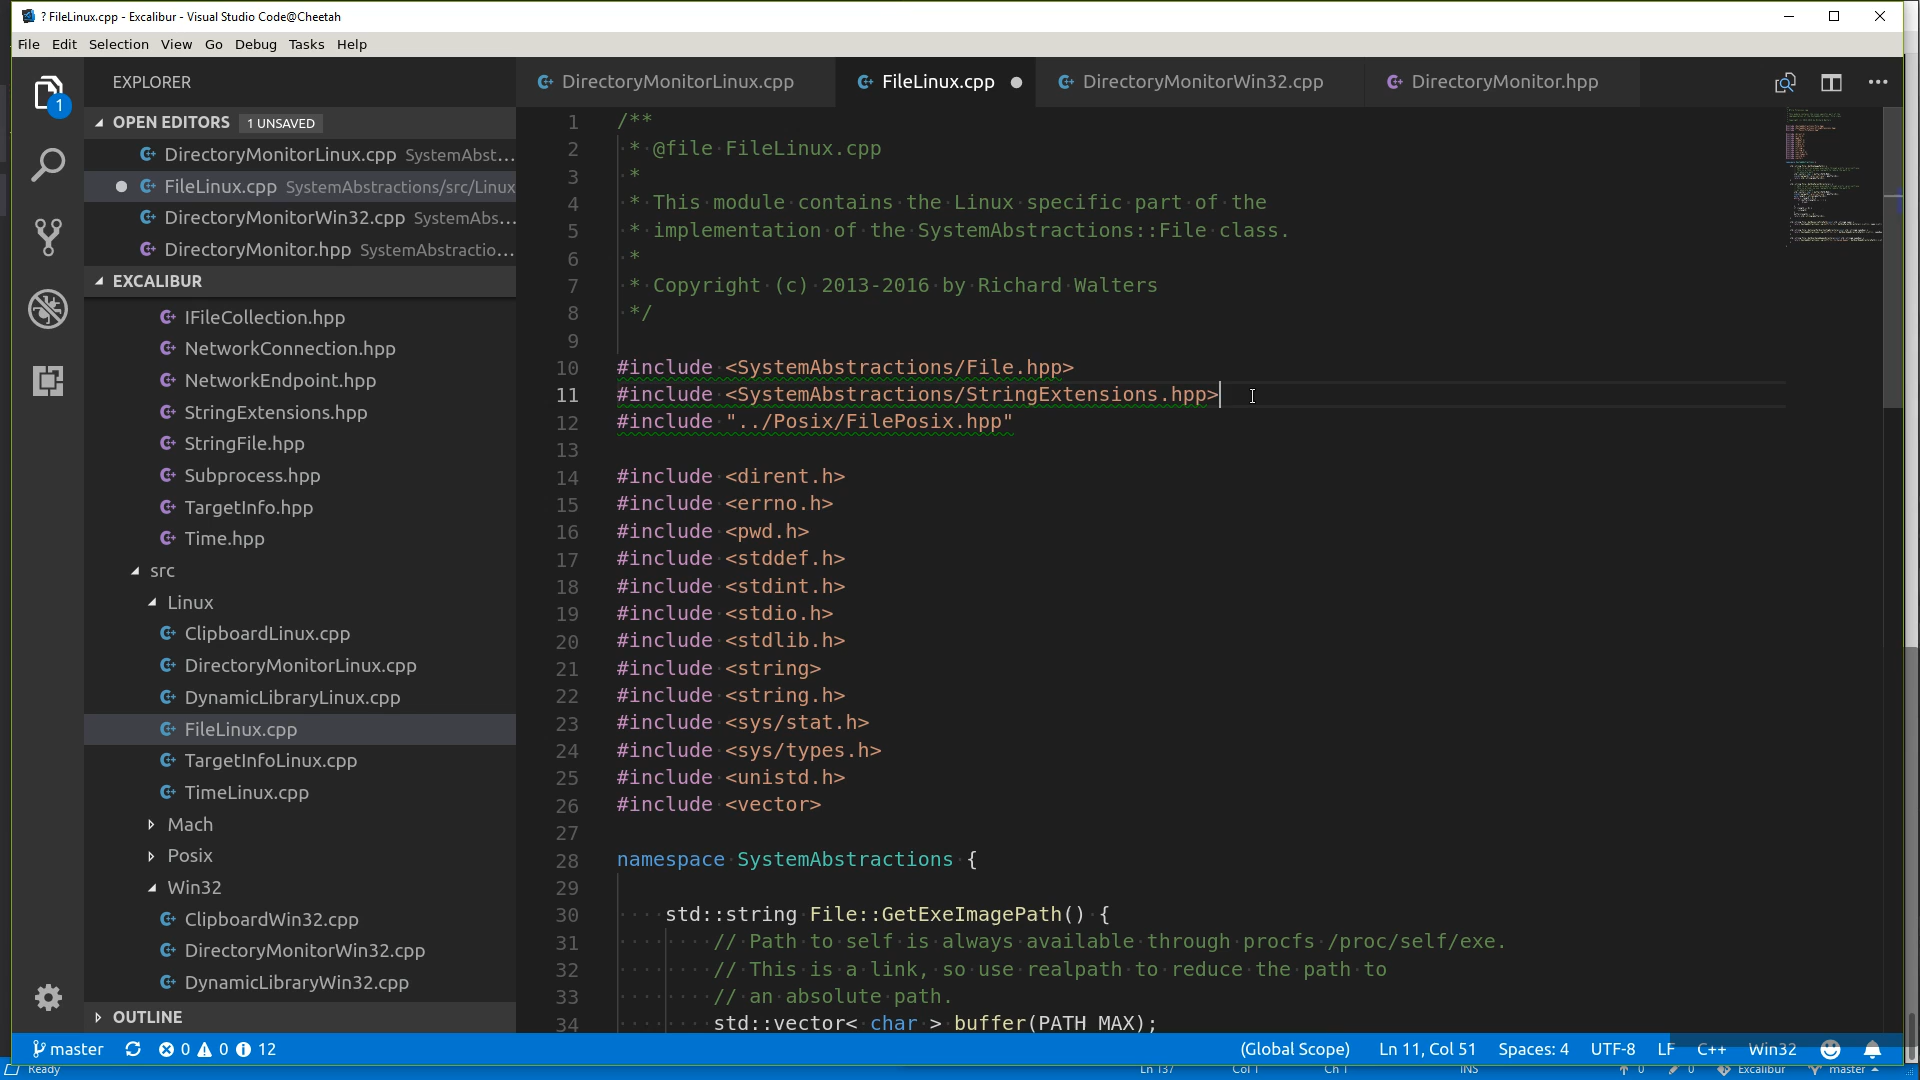 ? FileLinux.cpp - Excalibur - Visual Studio Code@Cheetah
File Edit Selection View Go Debug Tasks Help
EXPLORER
DirectoryMonitorLinux.cpp FileLinux.cpp DirectoryMonitorWin32.cpp DirectoryMonitor.hpp
1
OPEN EDITORS 1 UNSAVED
DirectoryMonitorLinux.cpp SystemAbst...
FileLinux.cpp SystemAbstractions/src/Linux
DirectoryMonitorWin32.cpp SystemAbs...
DirectoryMonitor.hpp SystemAbstractio...
EXCALIBUR
IFileCollection.hpp
NetworkConnection.hpp
NetworkEndpoint.hpp
StringExtensions.hpp
StringFile.hpp
Subprocess.hpp
TargetInfo.hpp
Time.hpp
src
Linux
ClipboardLinux.cpp
DirectoryMonitorLinux.cpp
DynamicLibraryLinux.cpp
FileLinux.cpp
TargetInfoLinux.cpp
TimeLinux.cpp
Mach
Posix
Win32
ClipboardWin32.cpp
DirectoryMonitorWin32.cpp
DynamicLibraryWin32.cpp
OUTLINE
1 /**
2 * @file FileLinux.cpp
3 *
4 * This module contains the Linux specific part of the
5 * implementation of the SystemAbstractions::File class.
6 *
7 * Copyright (c) 2013-2016 by Richard Walters
8 */
9
10 #include <SystemAbstractions/File.hpp>
11 #include <SystemAbstractions/StringExtensions.hpp>
12 #include "../Posix/FilePosix.hpp"
13
14 #include <dirent.h>
15 #include <errno.h>
16 #include <pwd.h>
17 #include <stddef.h>
18 #include <stdint.h>
19 #include <stdio.h>
20 #include <stdlib.h>
21 #include <string>
22 #include <string.h>
23 #include <sys/stat.h>
24 #include <sys/types.h>
25 #include <unistd.h>
26 #include <vector>
27
28 namespace SystemAbstractions {
29
30 std::string File::GetExeImagePath() {
31 // Path to self is always available through procfs /proc/self/exe.
32 // This is a link, so use realpath to reduce the path to
33 // an absolute path.
34 std::vector< char > buffer(PATH_MAX);
master 0 0 12 (Global Scope) Ln 11, Col 51 Spaces: 4 UTF-8 LF C++ Win32
Ready Ln 137 Col 1 Ch 1 INS 0 0 Excalibur master